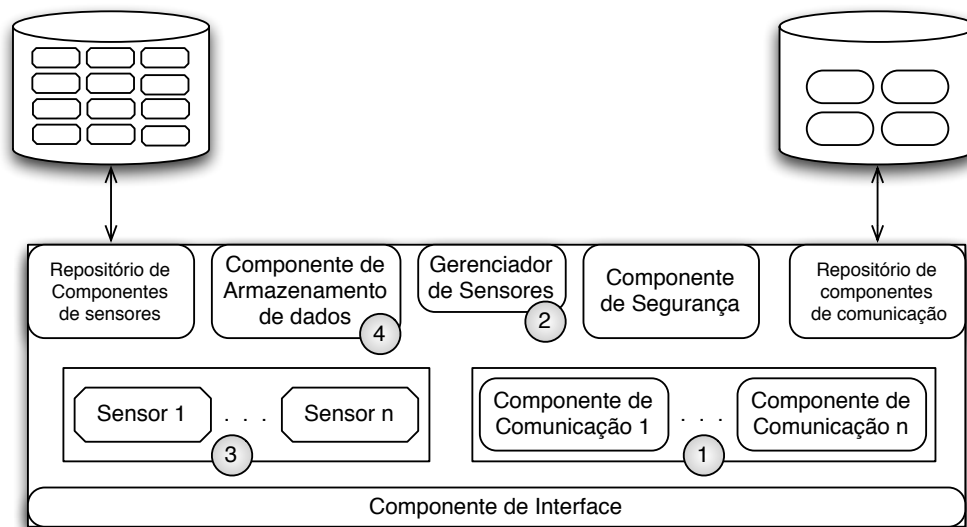 Repositório de
Componentes
de sensores
Componente de
Armazenamento
de dados
4
Gerenciador
de Sensores
2
Componente
de Segurança
Repositório de
componentes
de comunicação
Sensor 1
. . .
Sensor n
3
Componente de
Comunicação 1
. . .
Componente de
Comunicação n
1
Componente de Interface